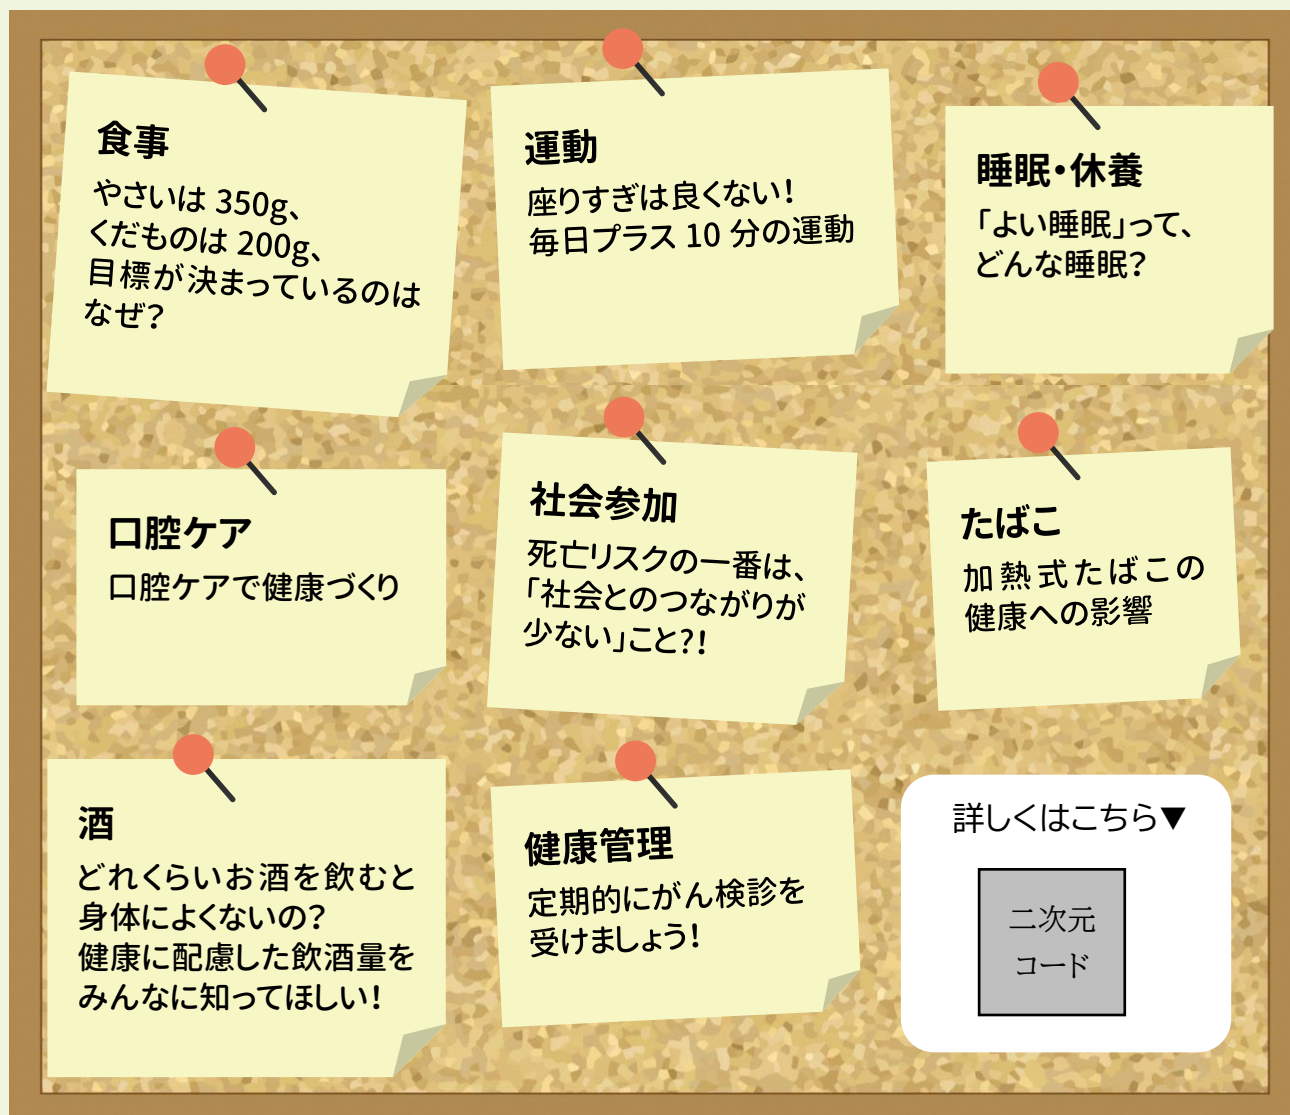 食事
やさいは 350g、
くだものは 200g、
目標が決まっているのは
なぜ？
運動
座りすぎは良くない！
毎日プラス 10 分の運動
睡眠・休養
「よい睡眠」って、
どんな睡眠？
口腔ケア
口腔ケアで健康づくり
社会参加
死亡リスクの一番は、
「社会とのつながりが
少ない」こと?！
たばこ
加熱式たばこの
健康への影響
酒
どれくらいお酒を飲むと
身体によくないの？
健康に配慮した飲酒量を
みんなに知ってほしい！
健康管理
定期的にがん検診を
受けましょう！
詳しくはこちら▼
二次元
コード